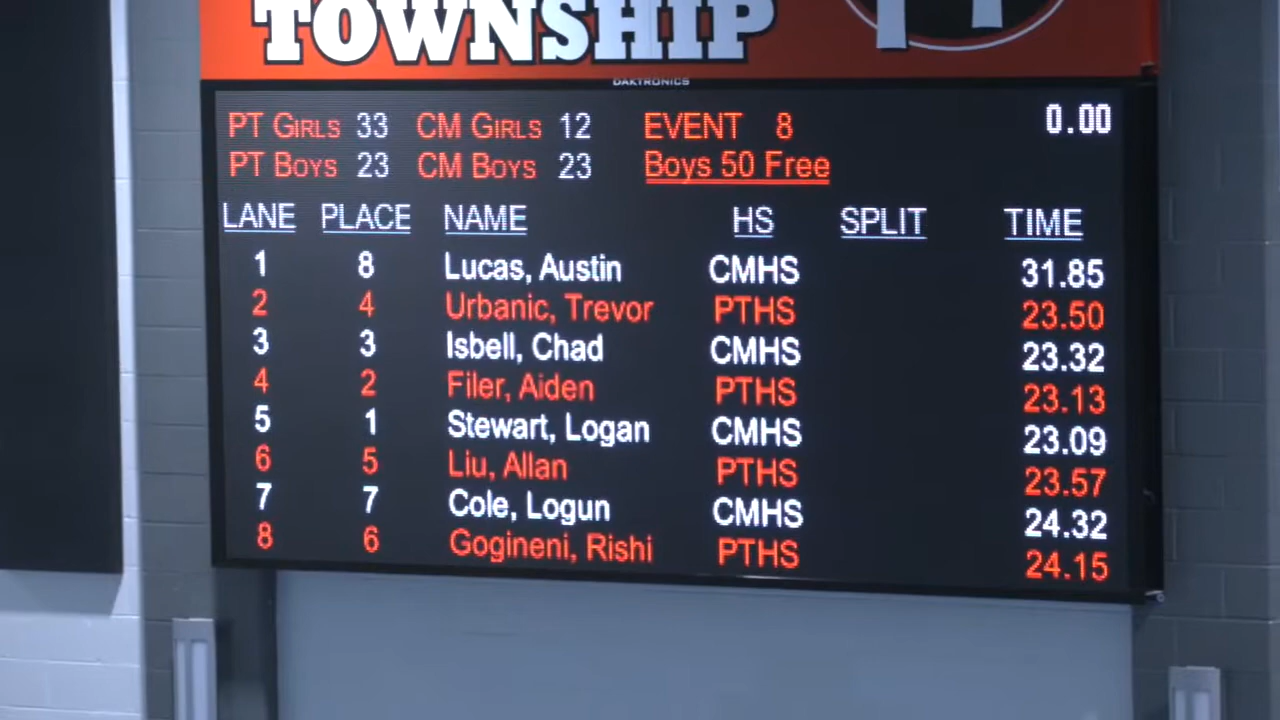 TOWNSHIP
DAKTRONICS
PT GIRLS 33 CM GIRLS 12 EVENT 8 0.00
PT BOYS 23 CM BOYS 23 Boys 50 Free
LANE PLACE NAME HS SPLIT TIME
1 8 Lucas, Austin CMHS 31.85
2 4 Urbanic, Trevor PTHS 23.50
3 3 Isbell, Chad CMHS 23.32
4 2 Filer, Aiden PTHS 23.13
5 1 Stewart, Logan CMHS 23.09
6 5 Liu, Allan PTHS 23.57
7 7 Cole, Logun CMHS 24.32
8 6 Gogineni, Rishi PTHS 24.15